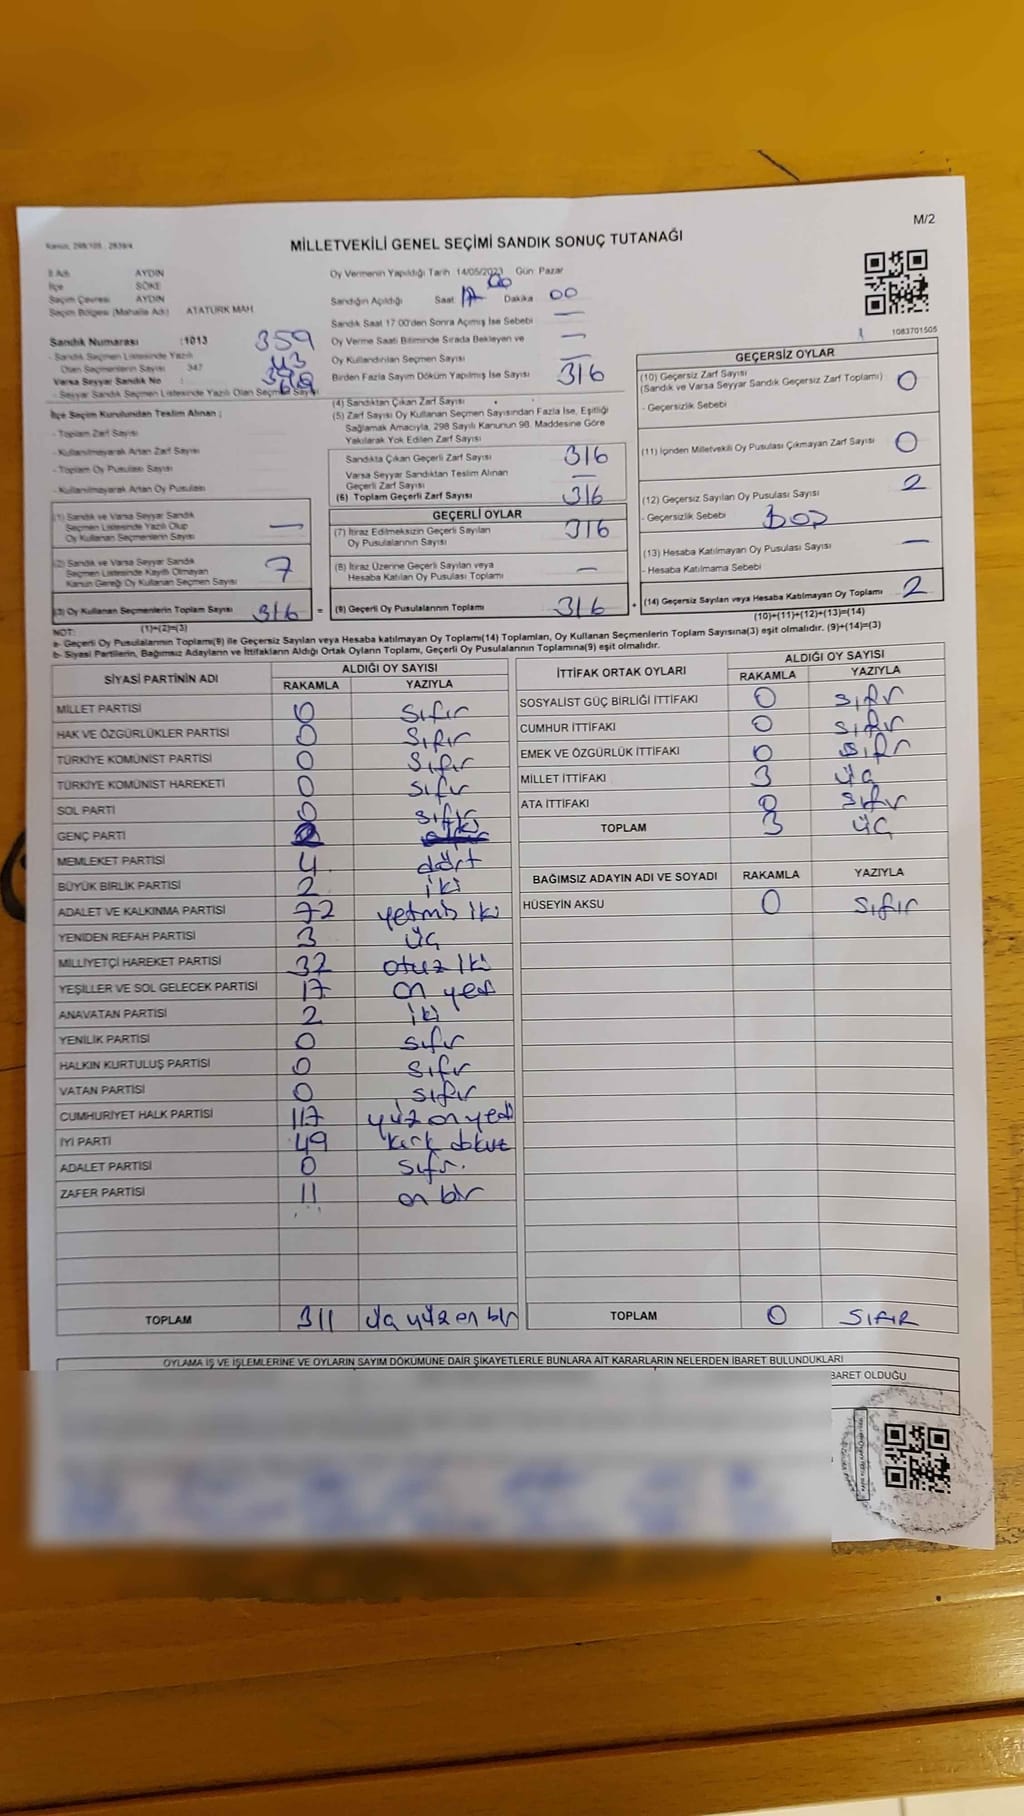 M/2
Kanun, 298/105 , 2839/4
MİLLETVEKİLİ GENEL SEÇİMİ SANDIK SONUÇ TUTANAĞI
İl Adı AYDIN
İlçe SÖKE
Seçim Çevresi AYDIN
Seçim Bölgesi (Mahalle Adı) ATATÜRK MAH
Sandık Numarası :1013
- Sandık Seçmen Listesinde Yazılı
Olan Seçmenlerin Sayısı 347
Varsa Seyyar Sandık No :
- Seyyar Sandık Seçmen Listesinde Yazılı Olan Seçmen Sayısı
359
43
İlçe Seçim Kurulundan Teslim Alınan ;
- Toplam Zarf Sayısı
- Kullanılmayarak Artan Zarf Sayısı
- Toplam Oy Pusulası Sayısı
- Kullanılmayarak Artan Oy Pusulası
(1) Sandık ve Varsa Seyyar Sandık
Seçmen Listesinde Yazılı Olup
Oy Kullanan Seçmenlerin Sayısı —
(2) Sandık ve Varsa Seyyar Sandık
Seçmen Listesinde Kayıtlı Olmayan
Kanun Gereği Oy Kullanan Seçmen Sayısı 7
(3) Oy Kullanan Seçmenlerin Toplam Sayısı 316 =
(1)+(2)=(3)
Oy Vermenin Yapıldığı Tarih 14/05/2023 Gün Pazar
Sandığın Açıldığı Saat 17 00 Dakika 00
Sandık Saat 17:00'den Sonra Açımış İse Sebebi —
Oy Verme Saati Bitiminde Sırada Bekleyen ve —
Oy Kullandırılan Seçmen Sayısı —
Birden Fazla Sayım Döküm Yapılmış İse Sayısı 316
(4) Sandıktan Çıkan Zarf Sayısı
(5) Zarf Sayısı Oy Kullanan Seçmen Sayısından Fazla İse, Eşitliği
Sağlamak Amacıyla, 298 Sayılı Kanunun 98. Maddesine Göre
Yakılarak Yok Edilen Zarf Sayısı
Sandıkta Çıkan Geçerli Zarf Sayısı 316
Varsa Seyyar Sandıktan Teslim Alınan
Geçerli Zarf Sayısı —
(6) Toplam Geçerli Zarf Sayısı 316
GEÇERLİ OYLAR
(7) İtiraz Edilmeksizin Geçerli Sayılan
Oy Pusulalarının Sayısı 316
(8) İtiraz Üzerine Geçerli Sayılan veya
Hesaba Katılan Oy Pusulası Toplamı —
(9) Geçerli Oy Pusulalarının Toplamı 316 +
1083701505
GEÇERSİZ OYLAR
(10) Geçersiz Zarf Sayısı
(Sandık ve Varsa Seyyar Sandık Geçersiz Zarf Toplamı) 0
- Geçersizlik Sebebi
(11) İçinden Milletvekili Oy Pusulası Çıkmayan Zarf Sayısı 0
(12) Geçersiz Sayılan Oy Pusulası Sayısı 2
- Geçersizlik Sebebi BOŞ
(13) Hesaba Katılmayan Oy Pusulası Sayısı —
- Hesaba Katılmama Sebebi
(14) Geçersiz Sayılan veya Hesaba Katılmayan Oy Toplamı 2
(10)+(11)+(12)+(13)=(14)
NOT:
a- Geçerli Oy Pusulalarının Toplamı(9) ile Geçersiz Sayılan veya Hesaba katılmayan Oy Toplamı(14) Toplamları, Oy Kullanan Seçmenlerin Toplam Sayısına(3) eşit olmalıdır. (9)+(14)=(3)
b- Siyasi Partilerin, Bağımsız Adayların ve İttifakların Aldığı Ortak Oyların Toplamı, Geçerli Oy Pusulalarının Toplamına(9) eşit olmalıdır.
SİYASİ PARTİNİN ADI ALDIĞI OY SAYISI
RAKAMLA YAZIYLA
MİLLET PARTİSİ 0 sıfır
HAK VE ÖZGÜRLÜKLER PARTİSİ 0 sıfır
TÜRKİYE KOMÜNİST PARTİSİ 0 sıfır
TÜRKİYE KOMÜNİST HAREKETİ 0 sıfır
SOL PARTİ 0 sıfır
GENÇ PARTİ 2 iki
MEMLEKET PARTİSİ 4 dört
BÜYÜK BİRLİK PARTİSİ 2 iki
ADALET VE KALKINMA PARTİSİ 72 yetmiş iki
YENİDEN REFAH PARTİSİ 3 üç
MİLLİYETÇİ HAREKET PARTİSİ 32 otuz iki
YEŞİLLER VE SOL GELECEK PARTİSİ 17 on yedi
ANAVATAN PARTİSİ 2 iki
YENİLİK PARTİSİ 0 sıfır
HALKIN KURTULUŞ PARTİSİ 0 sıfır
VATAN PARTİSİ 0 sıfır
CUMHURİYET HALK PARTİSİ 117 yüz on yedi
İYİ PARTİ 49 kırk dokuz
ADALET PARTİSİ 0 sıfır.
ZAFER PARTİSİ 11 on bir
TOPLAM 311 üç yüz on bir
İTTİFAK ORTAK OYLARI ALDIĞI OY SAYISI
RAKAMLA YAZIYLA
SOSYALİST GÜÇ BİRLİĞİ İTTİFAKI 0 sıfır
CUMHUR İTTİFAKI 0 sıfır
EMEK VE ÖZGÜRLÜK İTTİFAKI 0 sıfır
MİLLET İTTİFAKI 3 üç
ATA İTTİFAKI 0 sıfır
TOPLAM 3 üç
BAĞIMSIZ ADAYIN ADI VE SOYADI RAKAMLA YAZIYLA
HÜSEYİN AKSU 0 sıfır
TOPLAM 0 SIFIR
OYLAMA İŞ VE İŞLEMLERİNE VE OYLARIN SAYIM DÖKÜMÜNE DAİR ŞİKAYETLERLE BUNLARA AİT KARARLARIN NELERDEN İBARET BULUNDUKLARI
BARET OLDUĞU